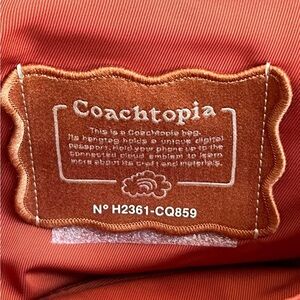 Coachtopia
This is a Coachtopia bag.
Its hangtag holds a unique digital
Passport. Hold your phone up to the
connected cloud emblem to learn
more about its craft and materials.
Nº H2361-CQ859